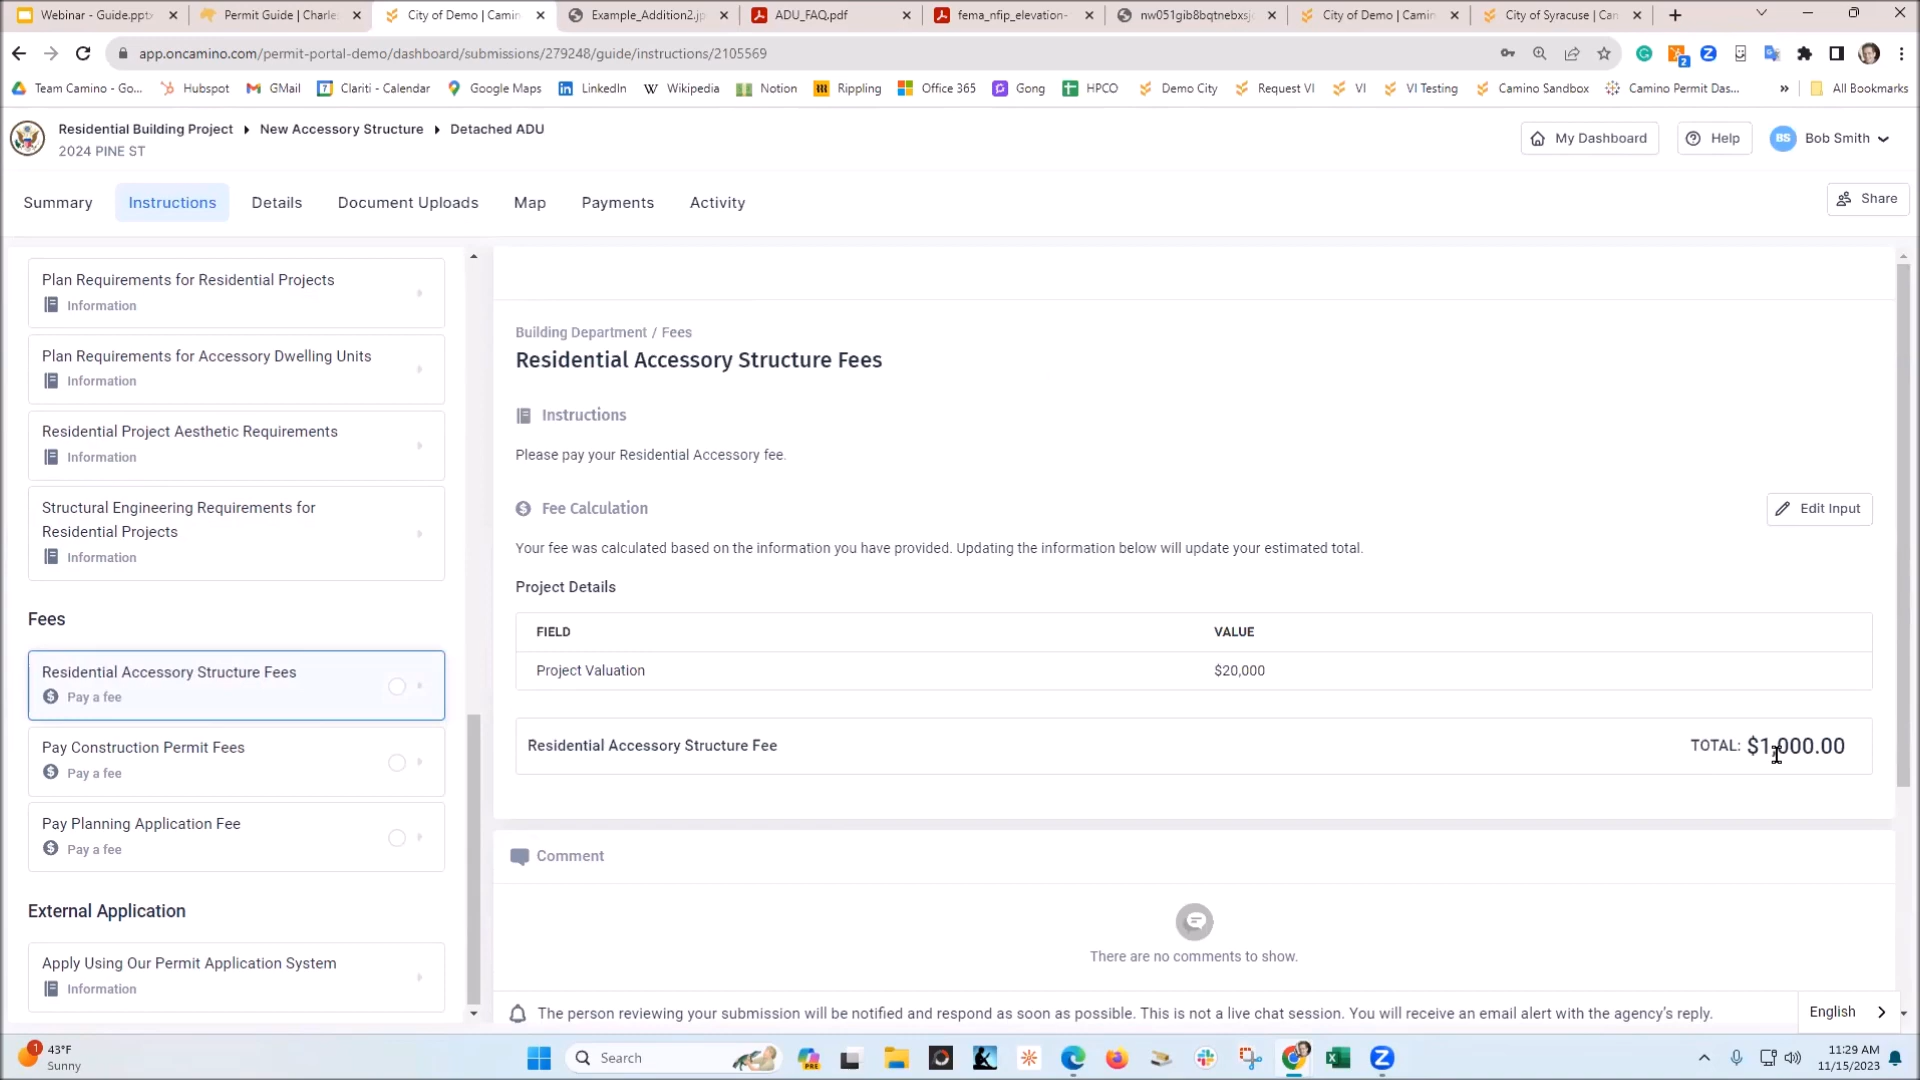 Webinar - Guide.ppt
Permit Guide | Charle
City of Demo | Camin
Example_Addition2.jp
ADU_FAQ.pdf
fema_nfip_elevation-
nw051gib8bqtnebxsj
City of Demo | Camin
City of Syracuse | Can
app.oncamino.com/permit-portal-demo/dashboard/submissions/279248/guide/instructions/2105569
2
Team Camino - Go...
Hubspot
GMail
Clariti - Calendar
Google Maps
LinkedIn
Wikipedia
Notion
Rippling
Office 365
Gong
HPCO
Demo City
Request VI
VI
VI Testing
Camino Sandbox
Camino Permit Das...
»
All Bookmarks
Residential Building Project
New Accessory Structure
Detached ADU
2024 PINE ST
My Dashboard
Help
BS
Bob Smith
Summary
Instructions
Details
Document Uploads
Map
Payments
Activity
Share
Plan Requirements for Residential Projects
Information
Plan Requirements for Accessory Dwelling Units
Information
Residential Project Aesthetic Requirements
Information
Structural Engineering Requirements for
Residential Projects
Information
Fees
Residential Accessory Structure Fees
Pay a fee
Pay Construction Permit Fees
Pay a fee
Pay Planning Application Fee
Pay a fee
External Application
Apply Using Our Permit Application System
Information
Building Department / Fees
Residential Accessory Structure Fees
Instructions
Please pay your Residential Accessory fee.
Fee Calculation
Edit Input
Your fee was calculated based on the information you have provided. Updating the information below will update your estimated total.
Project Details
FIELD
VALUE
Project Valuation
$20,000
Residential Accessory Structure Fee
TOTAL: $1,000.00
Comment
There are no comments to show.
The person reviewing your submission will be notified and respond as soon as possible. This is not a live chat session. You will receive an email alert with the agency's reply.
English
1
43°F
Sunny
Search
PRE
11:29 AM
11/15/2023